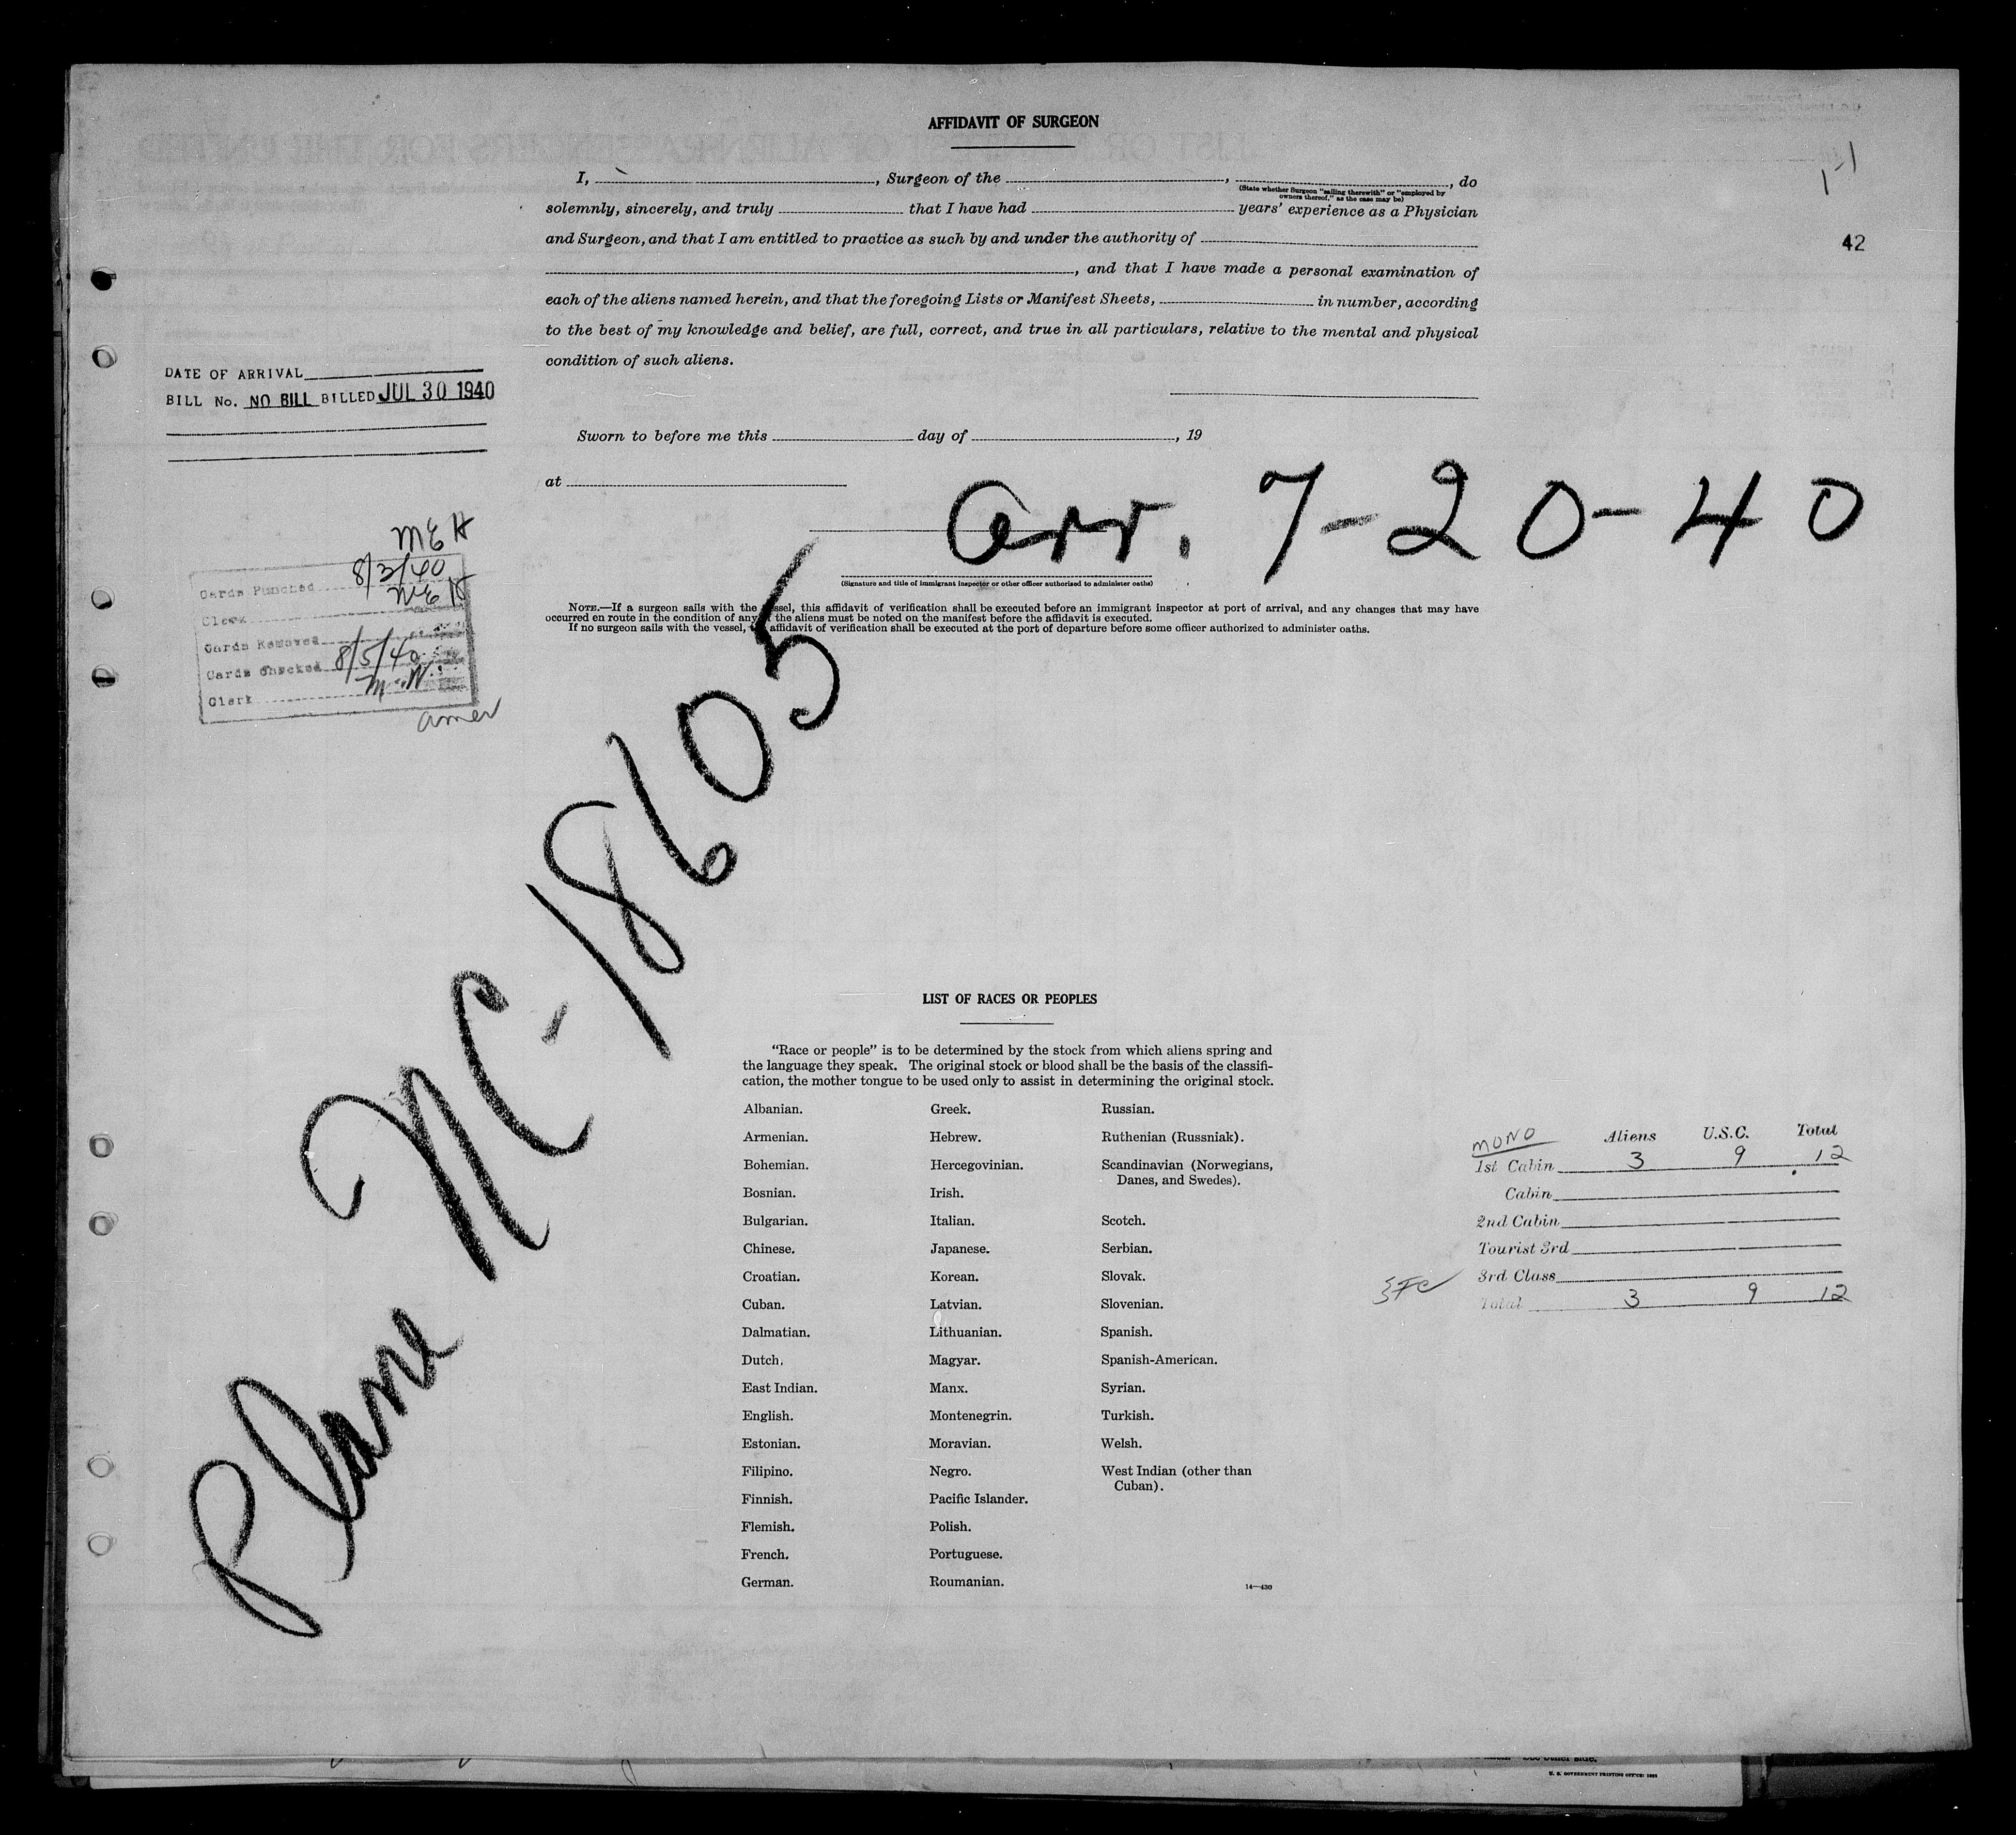 AFFIDAVIT OF SURGEON
I, , Surgeon of the , , do
(State whether Surgeon "sailing therewith" or "employed by
owners thereof," as the case may be)
solemnly, sincerely, and truly that I have had years' experience as a Physician
and Surgeon, and that I am entitled to practice as such by and under the authority of
, and that I have made a personal examination of
each of the aliens named herein, and that the foregoing Lists or Manifest Sheets, in number, according
to the best of my knowledge and belief, are full, correct, and true in all particulars, relative to the mental and physical
condition of such aliens.
1-1
42
DATE OF ARRIVAL
BILL No. NO BILL BILLED JUL 30 1940
Sworn to before me this day of , 19
at
arr. 7-20-40
(Signature and title of immigrant inspector or other officer authorized to administer oaths)
NOTE.—If a surgeon sails with the vessel, this affidavit of verification shall be executed before an immigrant inspector at port of arrival, and any changes that may have
occurred en route in the condition of any of the aliens must be noted on the manifest before the affidavit is executed.
If no surgeon sails with the vessel, the affidavit of verification shall be executed at the port of departure before some officer authorized to administer oaths.
MEH
Cards Punched 8/3/40
Clerk MEH
Cards Removed
Cards Checked 8/5/40
Clerk
amer
Plane NC-18605
LIST OF RACES OR PEOPLES
"Race or people" is to be determined by the stock from which aliens spring and
the language they speak. The original stock or blood shall be the basis of the classifi-
cation, the mother tongue to be used only to assist in determining the original stock.
Albanian.
Armenian.
Bohemian.
Bosnian.
Bulgarian.
Chinese.
Croatian.
Cuban.
Dalmatian.
Dutch.
East Indian.
English.
Estonian.
Filipino.
Finnish.
Flemish.
French.
German.
Greek.
Hebrew.
Hercegovinian.
Irish.
Italian.
Japanese.
Korean.
Latvian.
Lithuanian.
Magyar.
Manx.
Montenegrin.
Moravian.
Negro.
Pacific Islander.
Polish.
Portuguese.
Roumanian.
Russian.
Ruthenian (Russniak).
Scandinavian (Norwegians,
Danes, and Swedes).
Scotch.
Serbian.
Slovak.
Slovenian.
Spanish.
Spanish-American.
Syrian.
Turkish.
Welsh.
West Indian (other than
Cuban).
14—430
MONO Aliens U.S.C. Total
1st Cabin 3 9 12
Cabin
2nd Cabin
Tourist 3rd
3rd Class
Total 3 9 12
U. S. GOVERNMENT PRINTING OFFICE: